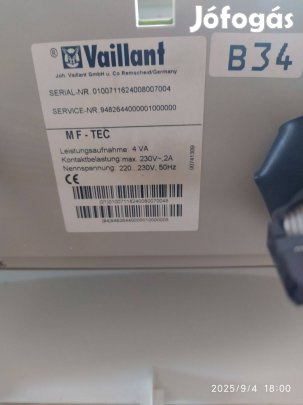 Jófogás
Vaillant
B34
Joh. Vaillant GmbH u. Co Remscheid/Germany
SERIAL-NR. 0100711624008007004
SERVICE-NR. 9482644000001000000
MF - TEC
Leistungsaufnahme: 4 VA
Kontaktbelastung max. 230V~,2A
Nennspannung: 220...230V, 50Hz
00741309
CE
2025/9/4 18:00